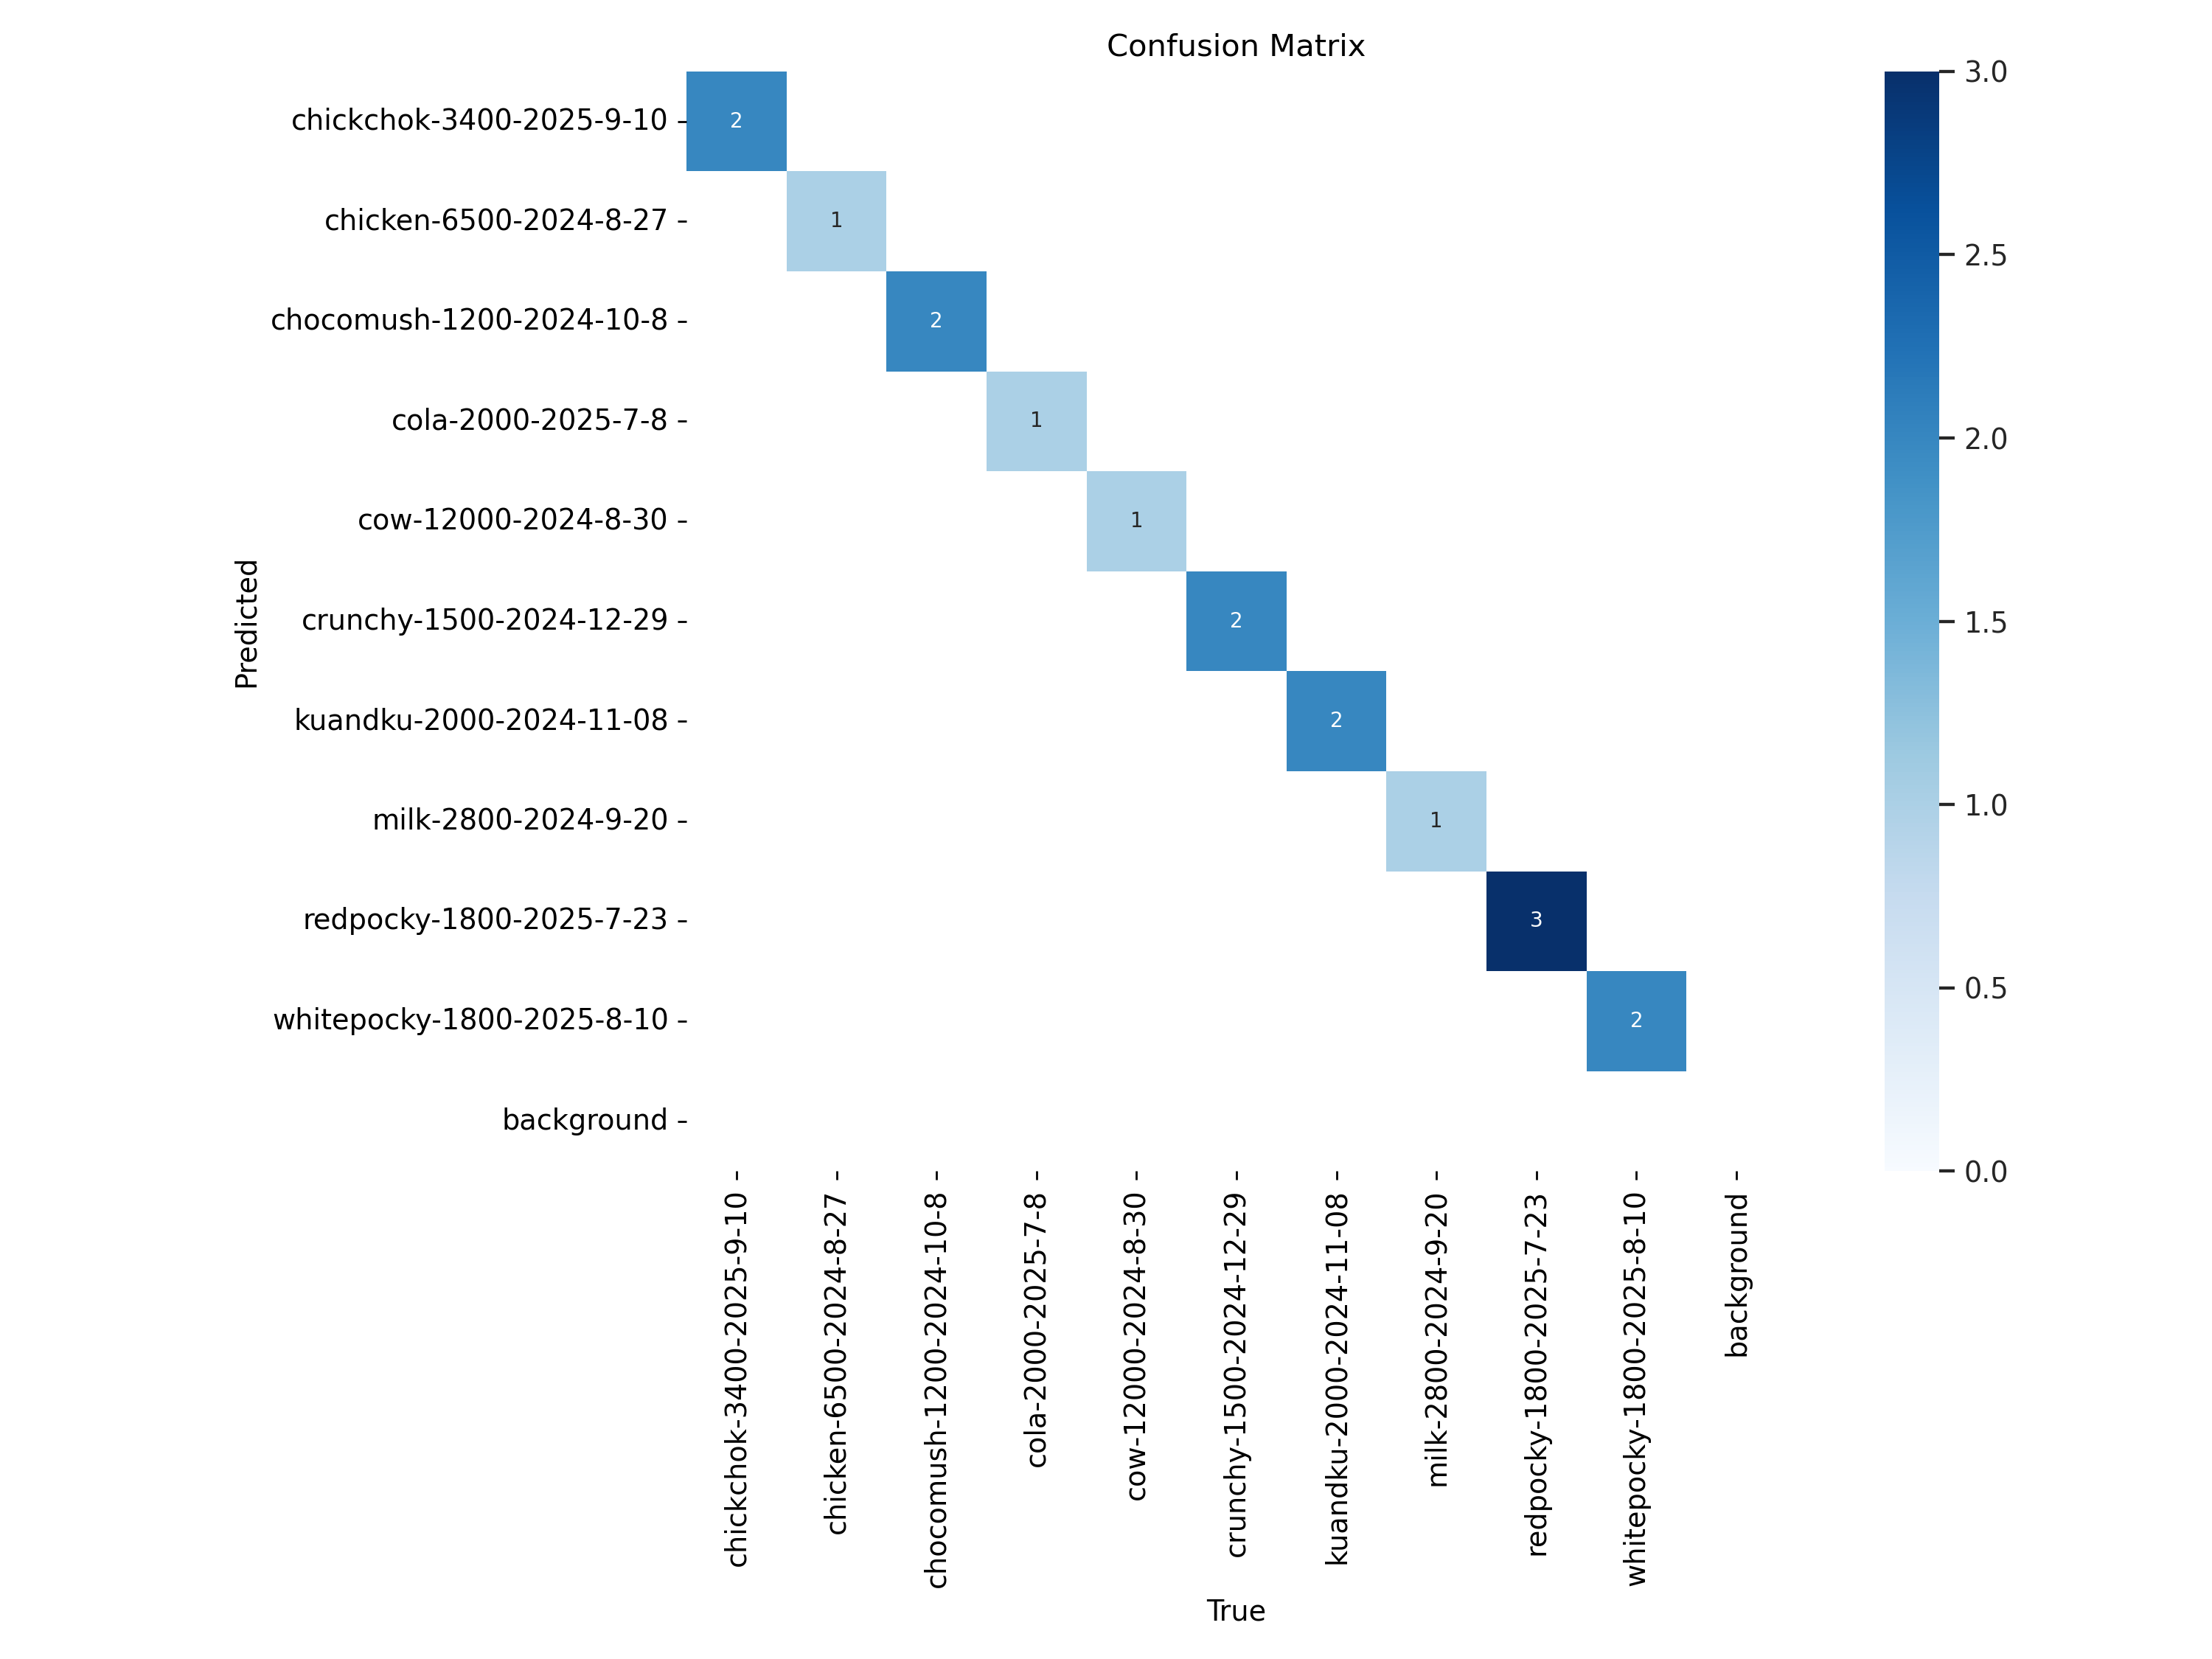 Confusion Matrix
Predicted
chickchok-3400-2025-9-10
2
chicken-6500-2024-8-27
1
chocomush-1200-2024-10-8
2
cola-2000-2025-7-8
1
cow-12000-2024-8-30
1
crunchy-1500-2024-12-29
2
kuandku-2000-2024-11-08
2
milk-2800-2024-9-20
1
redpocky-1800-2025-7-23
3
whitepocky-1800-2025-8-10
2
background
chickchok-3400-2025-9-10
chicken-6500-2024-8-27
chocomush-1200-2024-10-8
cola-2000-2025-7-8
cow-12000-2024-8-30
crunchy-1500-2024-12-29
kuandku-2000-2024-11-08
milk-2800-2024-9-20
redpocky-1800-2025-7-23
whitepocky-1800-2025-8-10
background
True
3.0
2.5
2.0
1.5
1.0
0.5
0.0